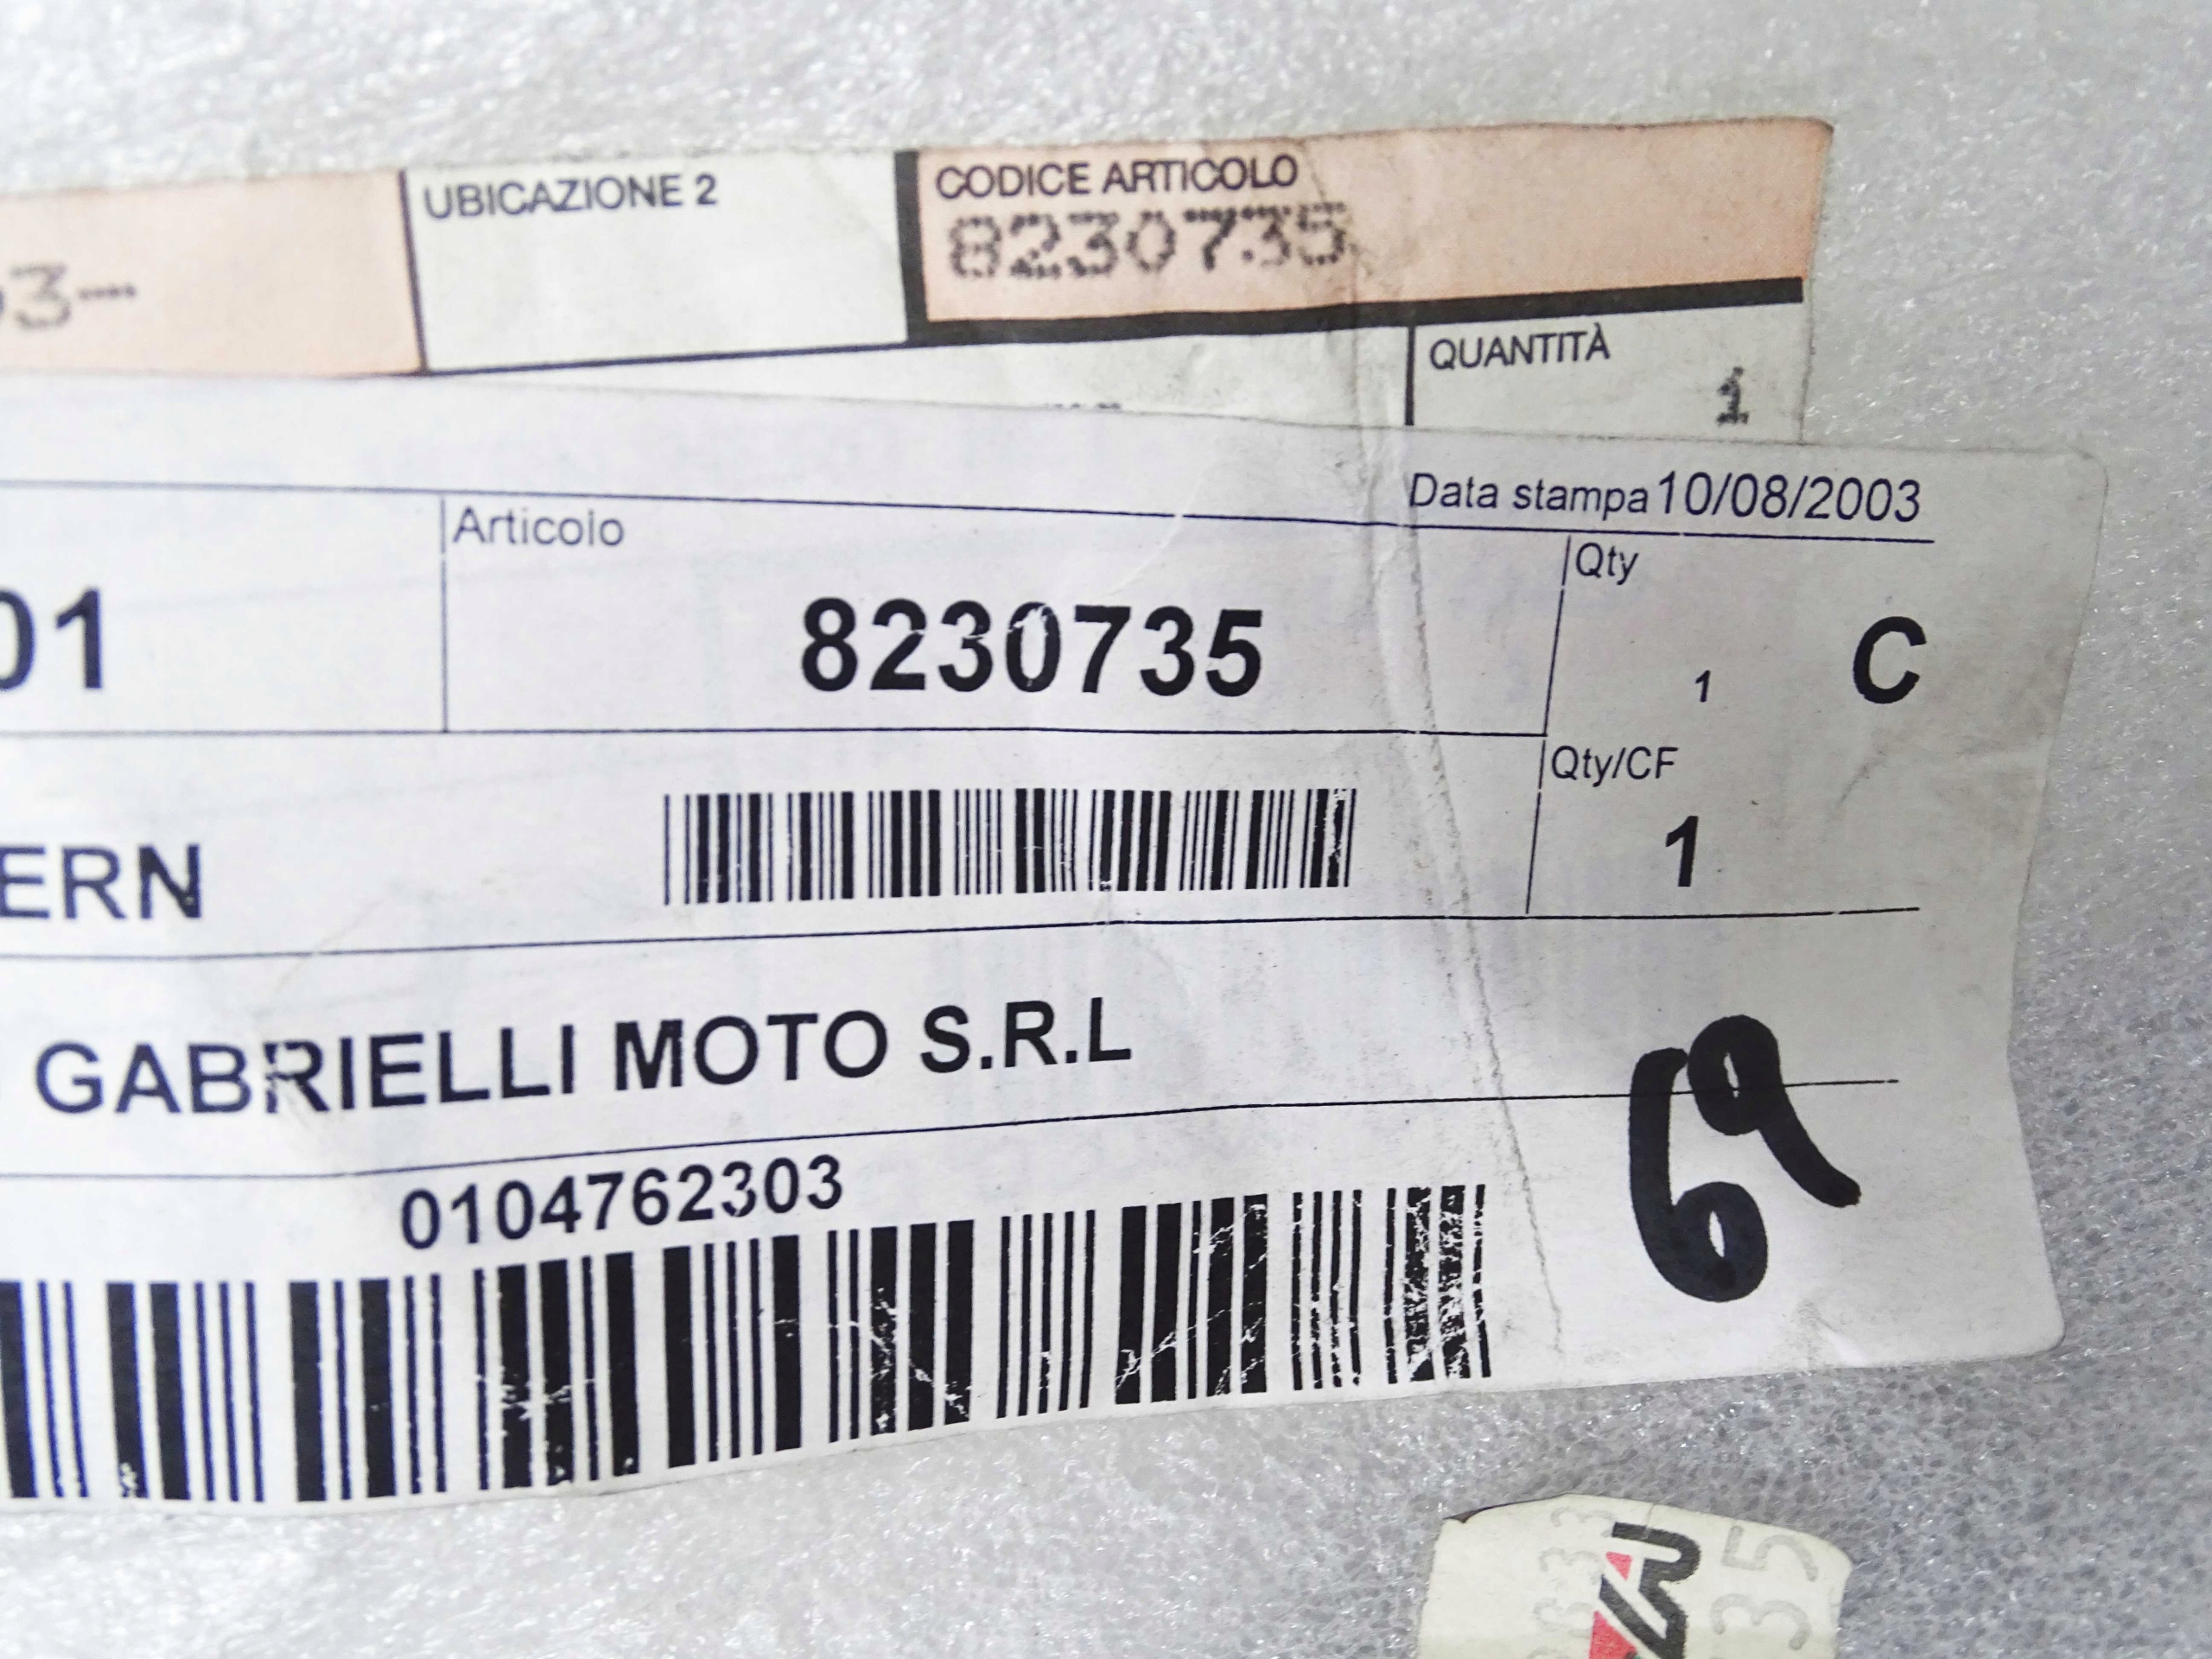 UBICAZIONE 2
CODICE ARTICOLO
8230735
3--
QUANTITÀ
1
Data stampa 10/08/2003
Articolo
Qty
01
8230735
1 C
Qty/CF
1
ERN
GABRIELLI MOTO S.R.L
69
0104762303
35